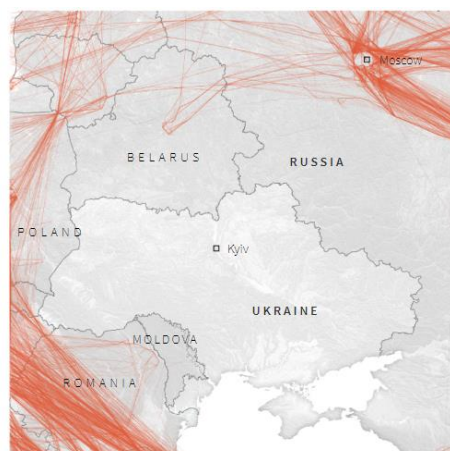 Moscow
BELARUS
RUSSIA
POLAND
Kyiv
UKRAINE
MOLDOVA
ROMANIA